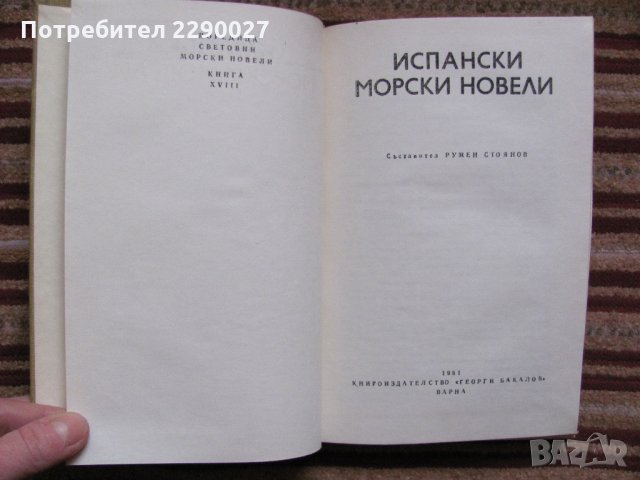 Потребител 2290027
ПОРЕДИЦА
СВЕТОВНИ
МОРСКИ НОВЕЛИ
КНИГА
XVIII
ИСПАНСКИ
МОРСКИ НОВЕЛИ
Съставител РУМЕН СТОЯНОВ
1981
КНИГОИЗДАТЕЛСТВО «ГЕОРГИ БАКАЛОВ»
ВАРНА
BAZAR